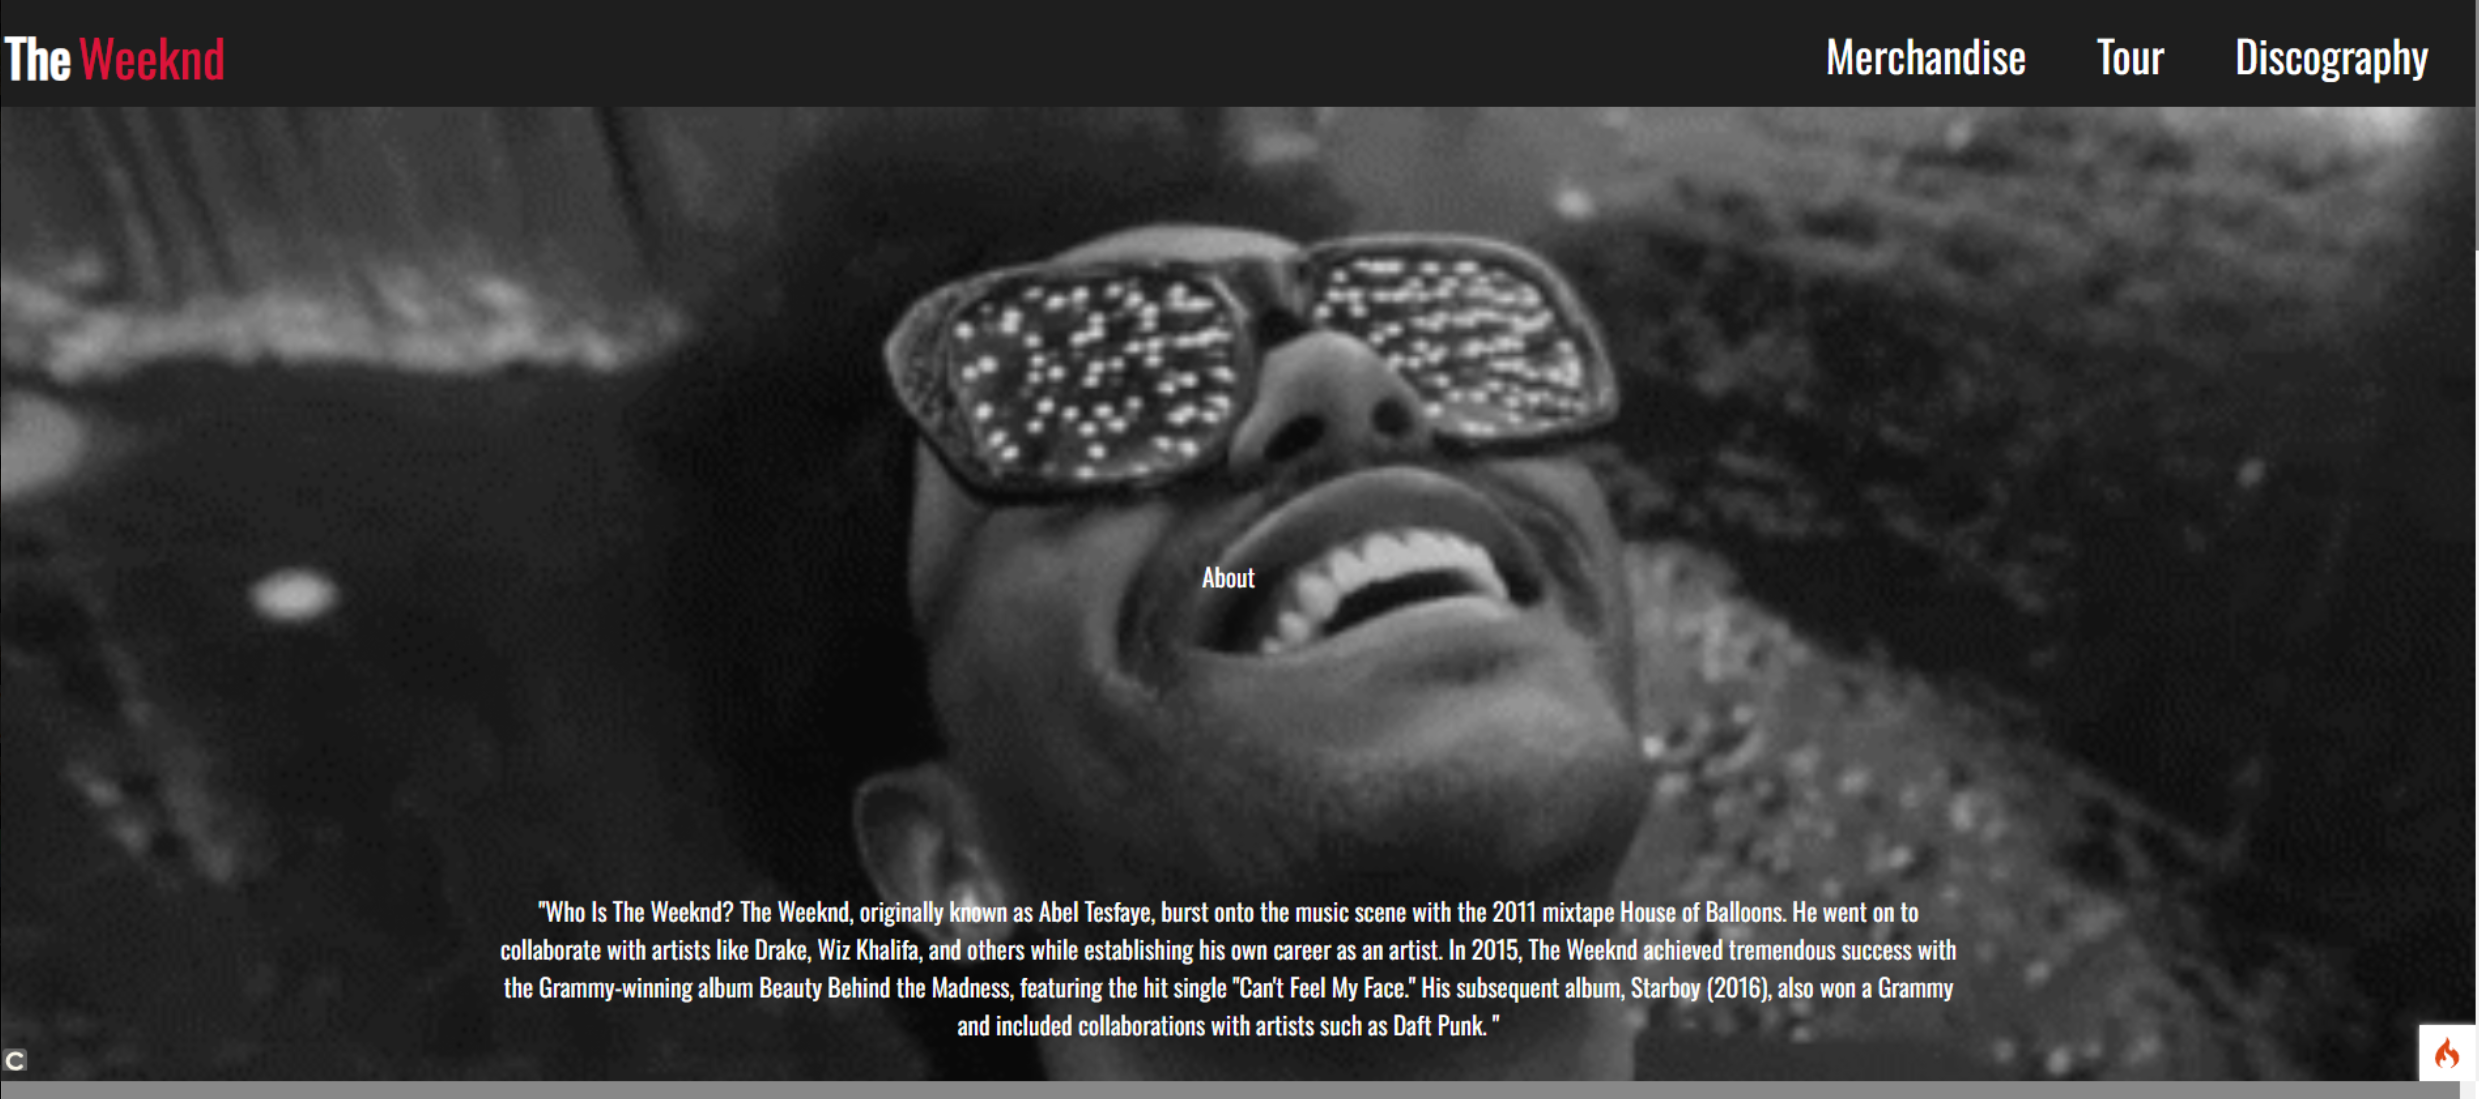 The Weeknd
Merchandise Tour Discography
About
"Who Is The Weeknd? The Weeknd, originally known as Abel Tesfaye, burst onto the music scene with the 2011 mixtape House of Balloons. He went on to
collaborate with artists like Drake, Wiz Khalifa, and others while establishing his own career as an artist. In 2015, The Weeknd achieved tremendous success with
the Grammy-winning album Beauty Behind the Madness, featuring the hit single "Can't Feel My Face." His subsequent album, Starboy (2016), also won a Grammy
and included collaborations with artists such as Daft Punk. "
C